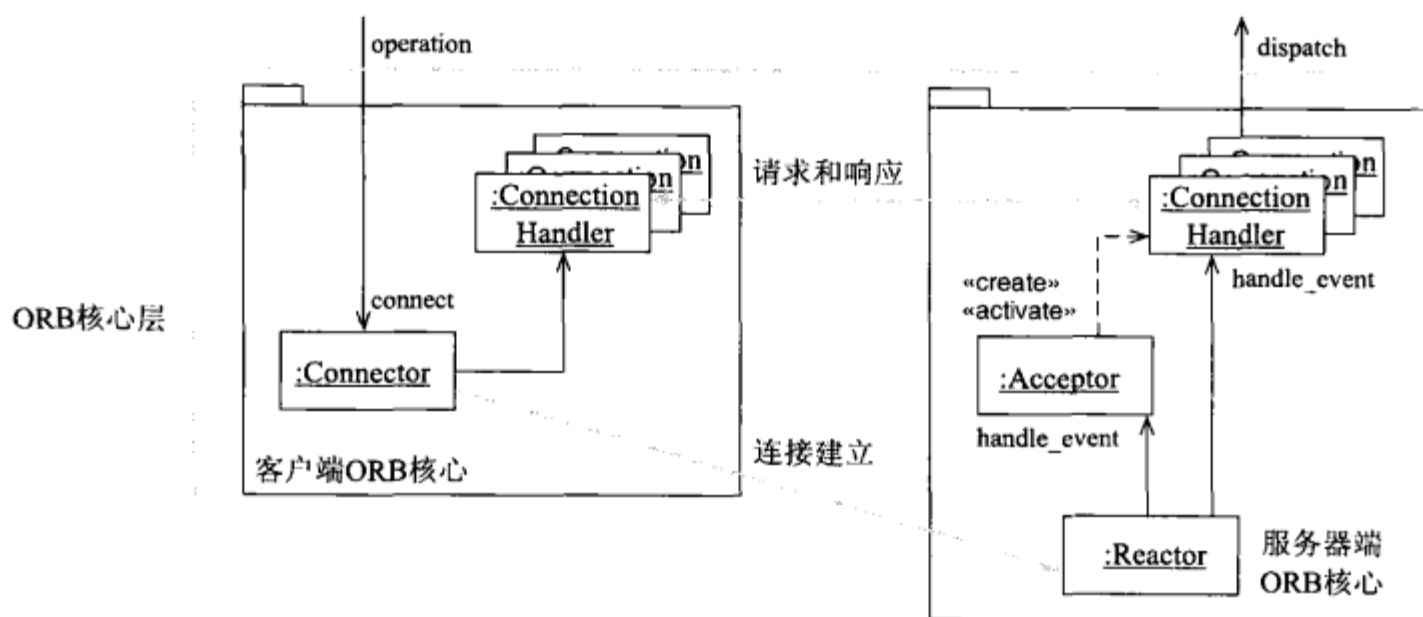 operation
dispatch
:Connection
Handler
请求和响应
:Connection
Handler
handle_event
«create»
«activate»
connect
ORB核心层
:Connector
:Acceptor
handle_event
连接建立
客户端ORB核心
:Reactor
服务器端
ORB核心